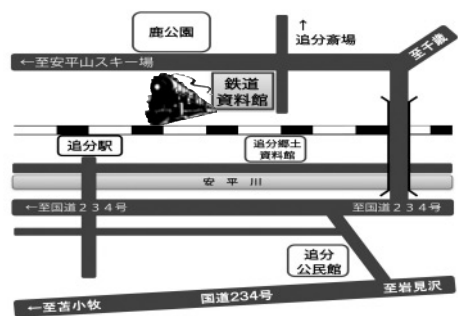 鹿公園
↑
追分斎場
至千歳
←至安平山スキー場
鉄道
資料館
追分駅
追分郷土
資料館
安平川
←至国道234号
至国道234号
追分
公民館
至岩見沢
国道234号
←至苫小牧